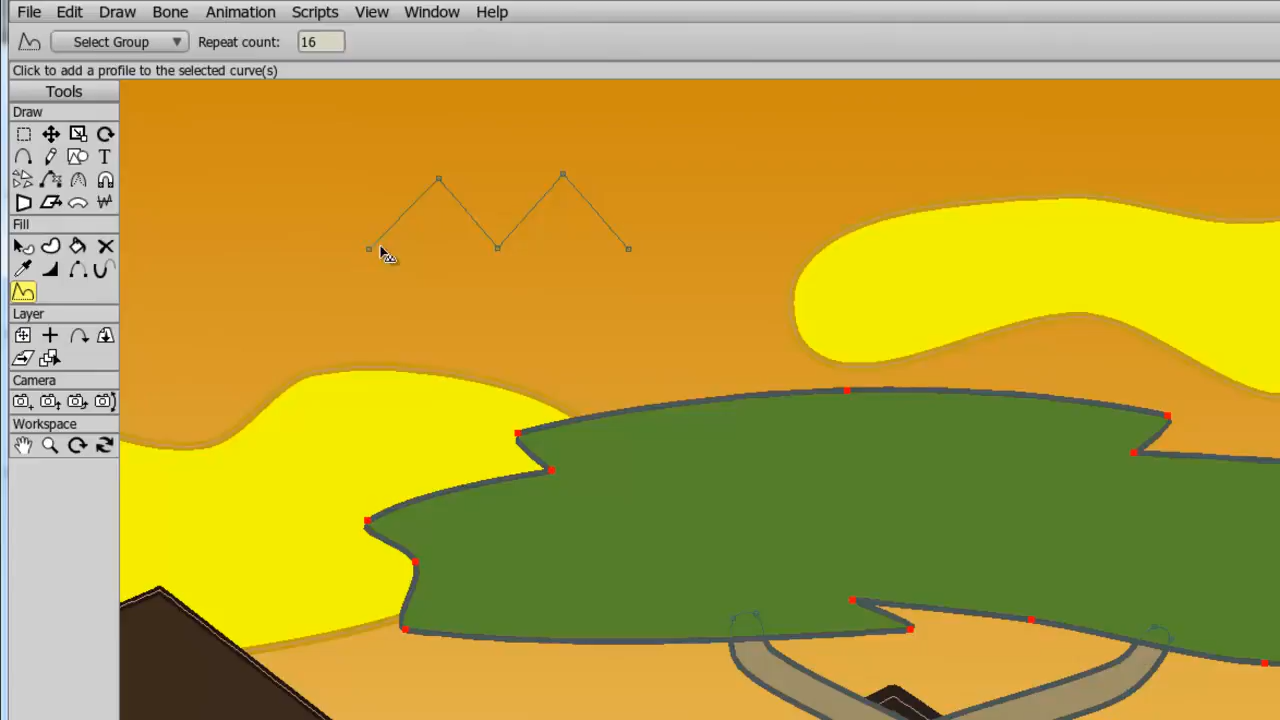 File Edit Draw Bone Animation Scripts View Window Help
Select Group Repeat count: 16
Click to add a profile to the selected curve(s)
Tools
Draw
Fill
Layer
Camera
Workspace